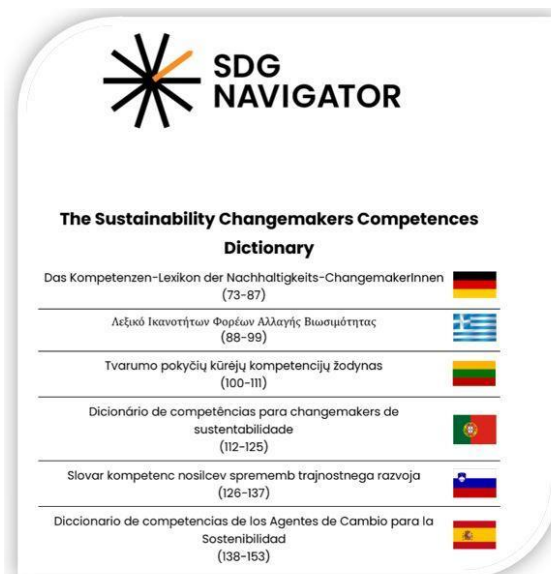 SDG
NAVIGATOR
The Sustainability Changemakers Competences
Dictionary
Das Kompetenzen-Lexikon der Nachhaltigkeits-ChangemakerInnen
(73-87)
Λεξικό Ικανοτήτων Φορέων Αλλαγής Βιωσιμότητας
(88-99)
Tvarumo pokyčių kūrėjų kompetencijų žodynas
(100-111)
Dicionário de competências para changemakers de
sustentabilidade
(112-125)
Slovar kompetenc nosilcev sprememb trajnostnega razvoja
(126-137)
Diccionario de competencias de los Agentes de Cambio para la
Sostenibilidad
(138-153)